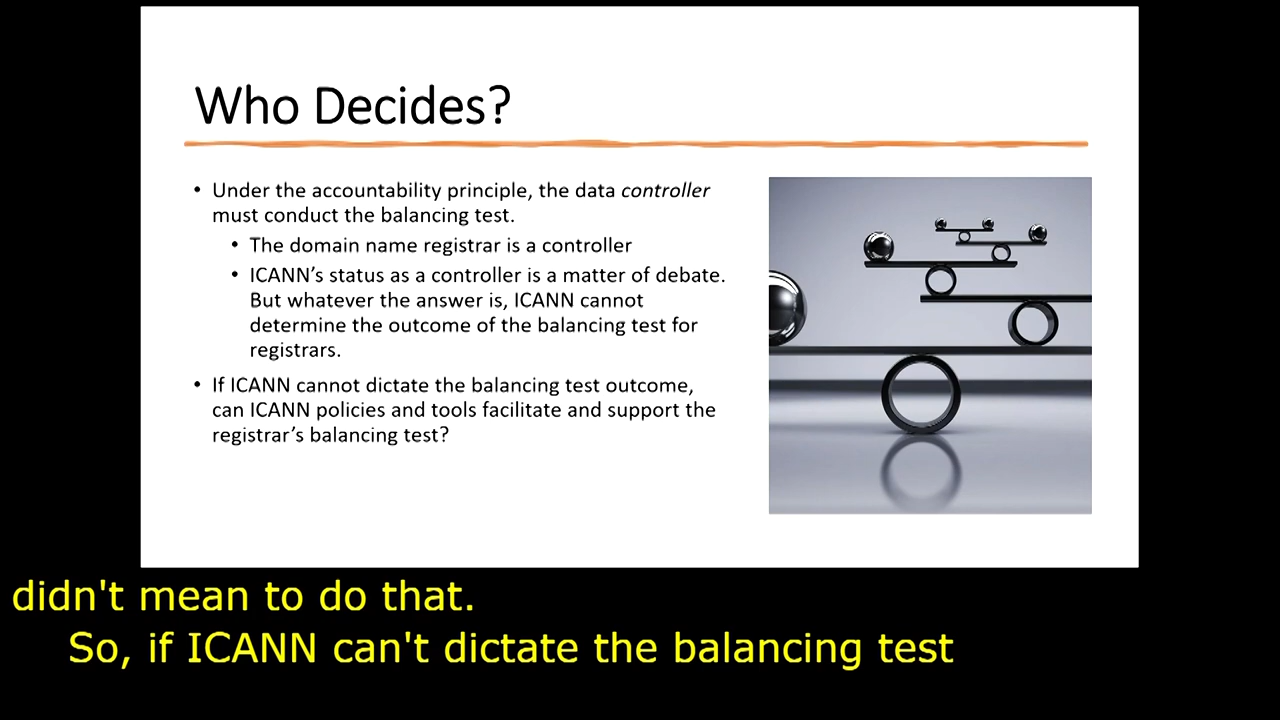 Who Decides?
• Under the accountability principle, the data controller
must conduct the balancing test.
• The domain name registrar is a controller
• ICANN’s status as a controller is a matter of debate.
But whatever the answer is, ICANN cannot
determine the outcome of the balancing test for
registrars.
• If ICANN cannot dictate the balancing test outcome,
can ICANN policies and tools facilitate and support the
registrar’s balancing test?
didn't mean to do that.
So, if ICANN can't dictate the balancing test